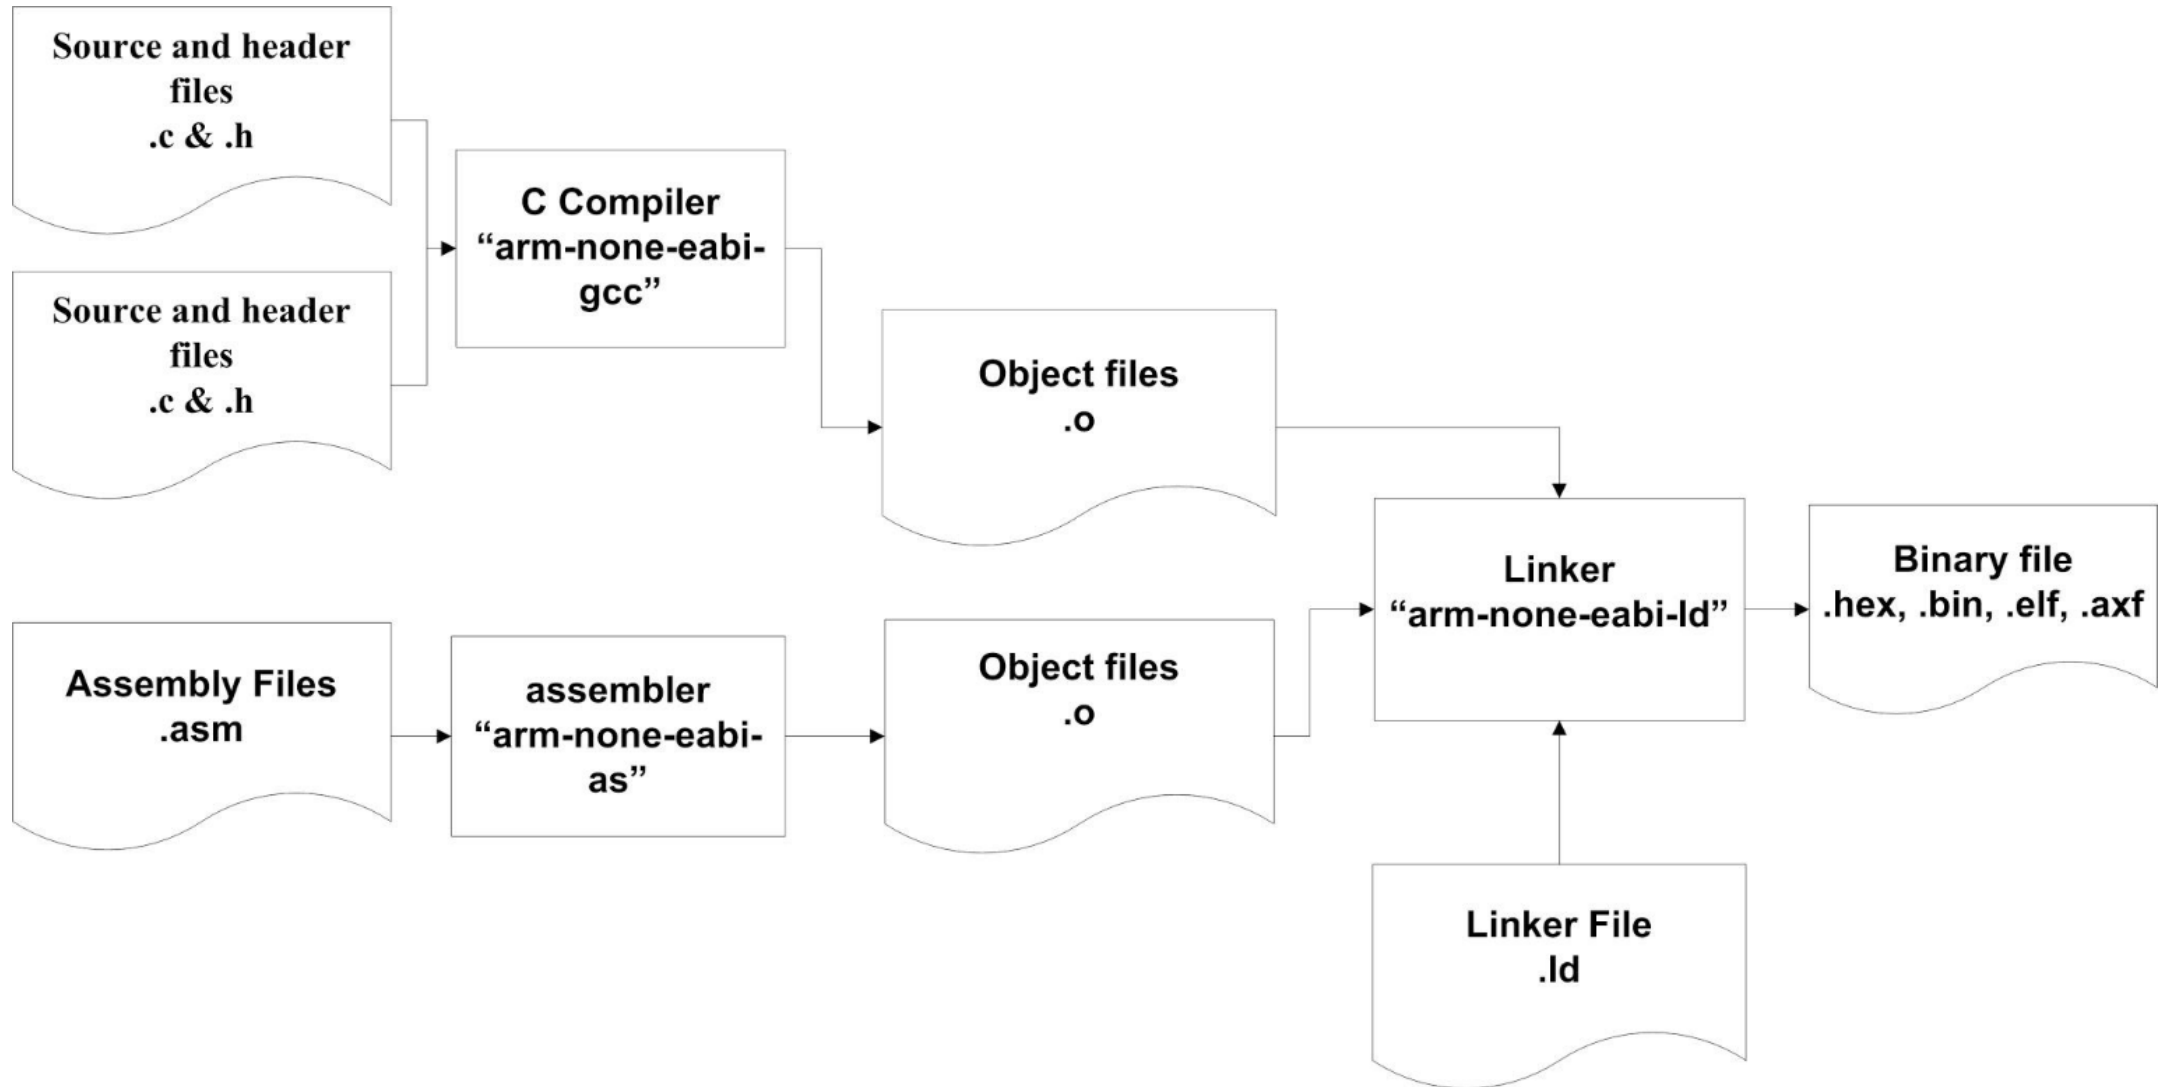 Source and header
files
.c & .h
Source and header
files
.c & .h
C Compiler
“arm-none-eabi-
gcc”
Object files
.o
Assembly Files
.asm
assembler
“arm-none-eabi-
as”
Object files
.o
Linker
“arm-none-eabi-ld”
Binary file
.hex, .bin, .elf, .axf
Linker File
.ld